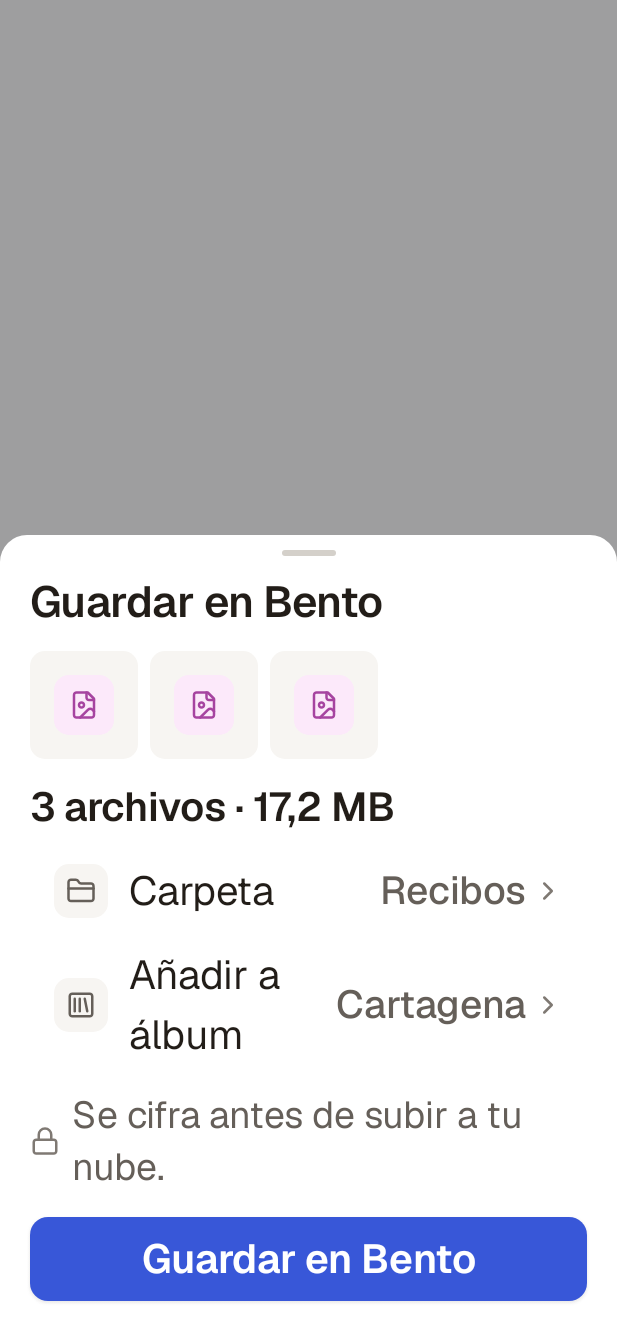 Guardar en Bento
3 archivos · 17,2 MB
Carpeta
Recibos
Añadir a
álbum
Cartagena
Se cifra antes de subir a tu
nube.
Guardar en Bento